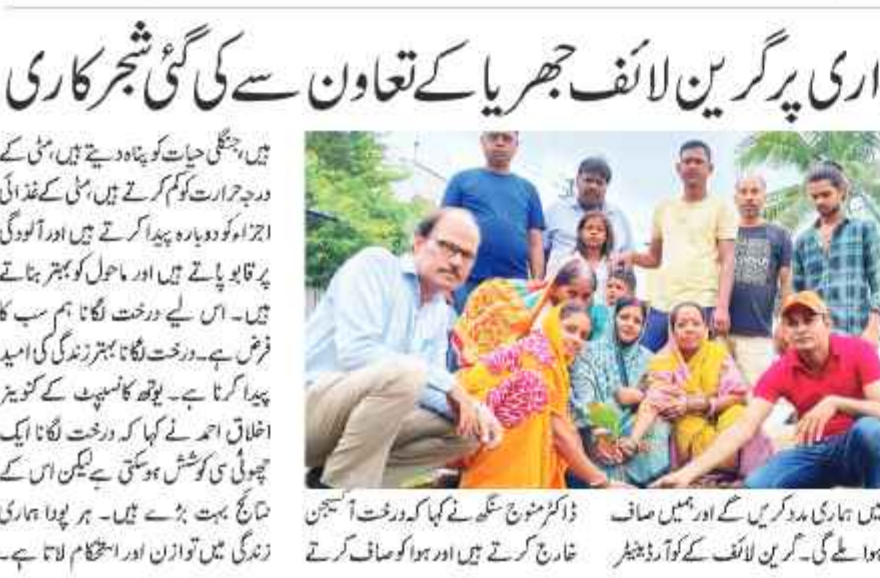 اری پر گرین لائف جھریا کے تعاون سے کی گئی شجر کاری
میں ہماری مدد کریں گے اور ہمیں صاف
ہوا ملے گی۔ گرین لائف کے کوآرڈینیٹر
ڈاکٹر منوج سنگھ نے کہا کہ درخت آکسیجن
خارج کرتے ہیں اور ہوا کو صاف کرتے
ہیں، جنگلی حیات کو پناہ دیتے ہیں، مٹی کے
درجہ حرارت کو کم کرتے ہیں، مٹی کے غذائی
اجزاء کو دوبارہ پیدا کرتے ہیں اور آلودگی
پر قابو پاتے ہیں اور ماحول کو بہتر بناتے
ہیں۔ اس لیے درخت لگانا ہم سب کا
فرض ہے۔ درخت لگانا بہتر زندگی کی امید
پیدا کرنا ہے۔ یوتھ کانسیپٹ کے کنوینر
اخلاق احمد نے کہا کہ درخت لگانا ایک
چھوٹی سی کوشش ہوسکتی ہے لیکن اس کے
نتائج بہت بڑے ہیں۔ ہر پودا ہماری
زندگی میں توازن اور استحکام لاتا ہے۔